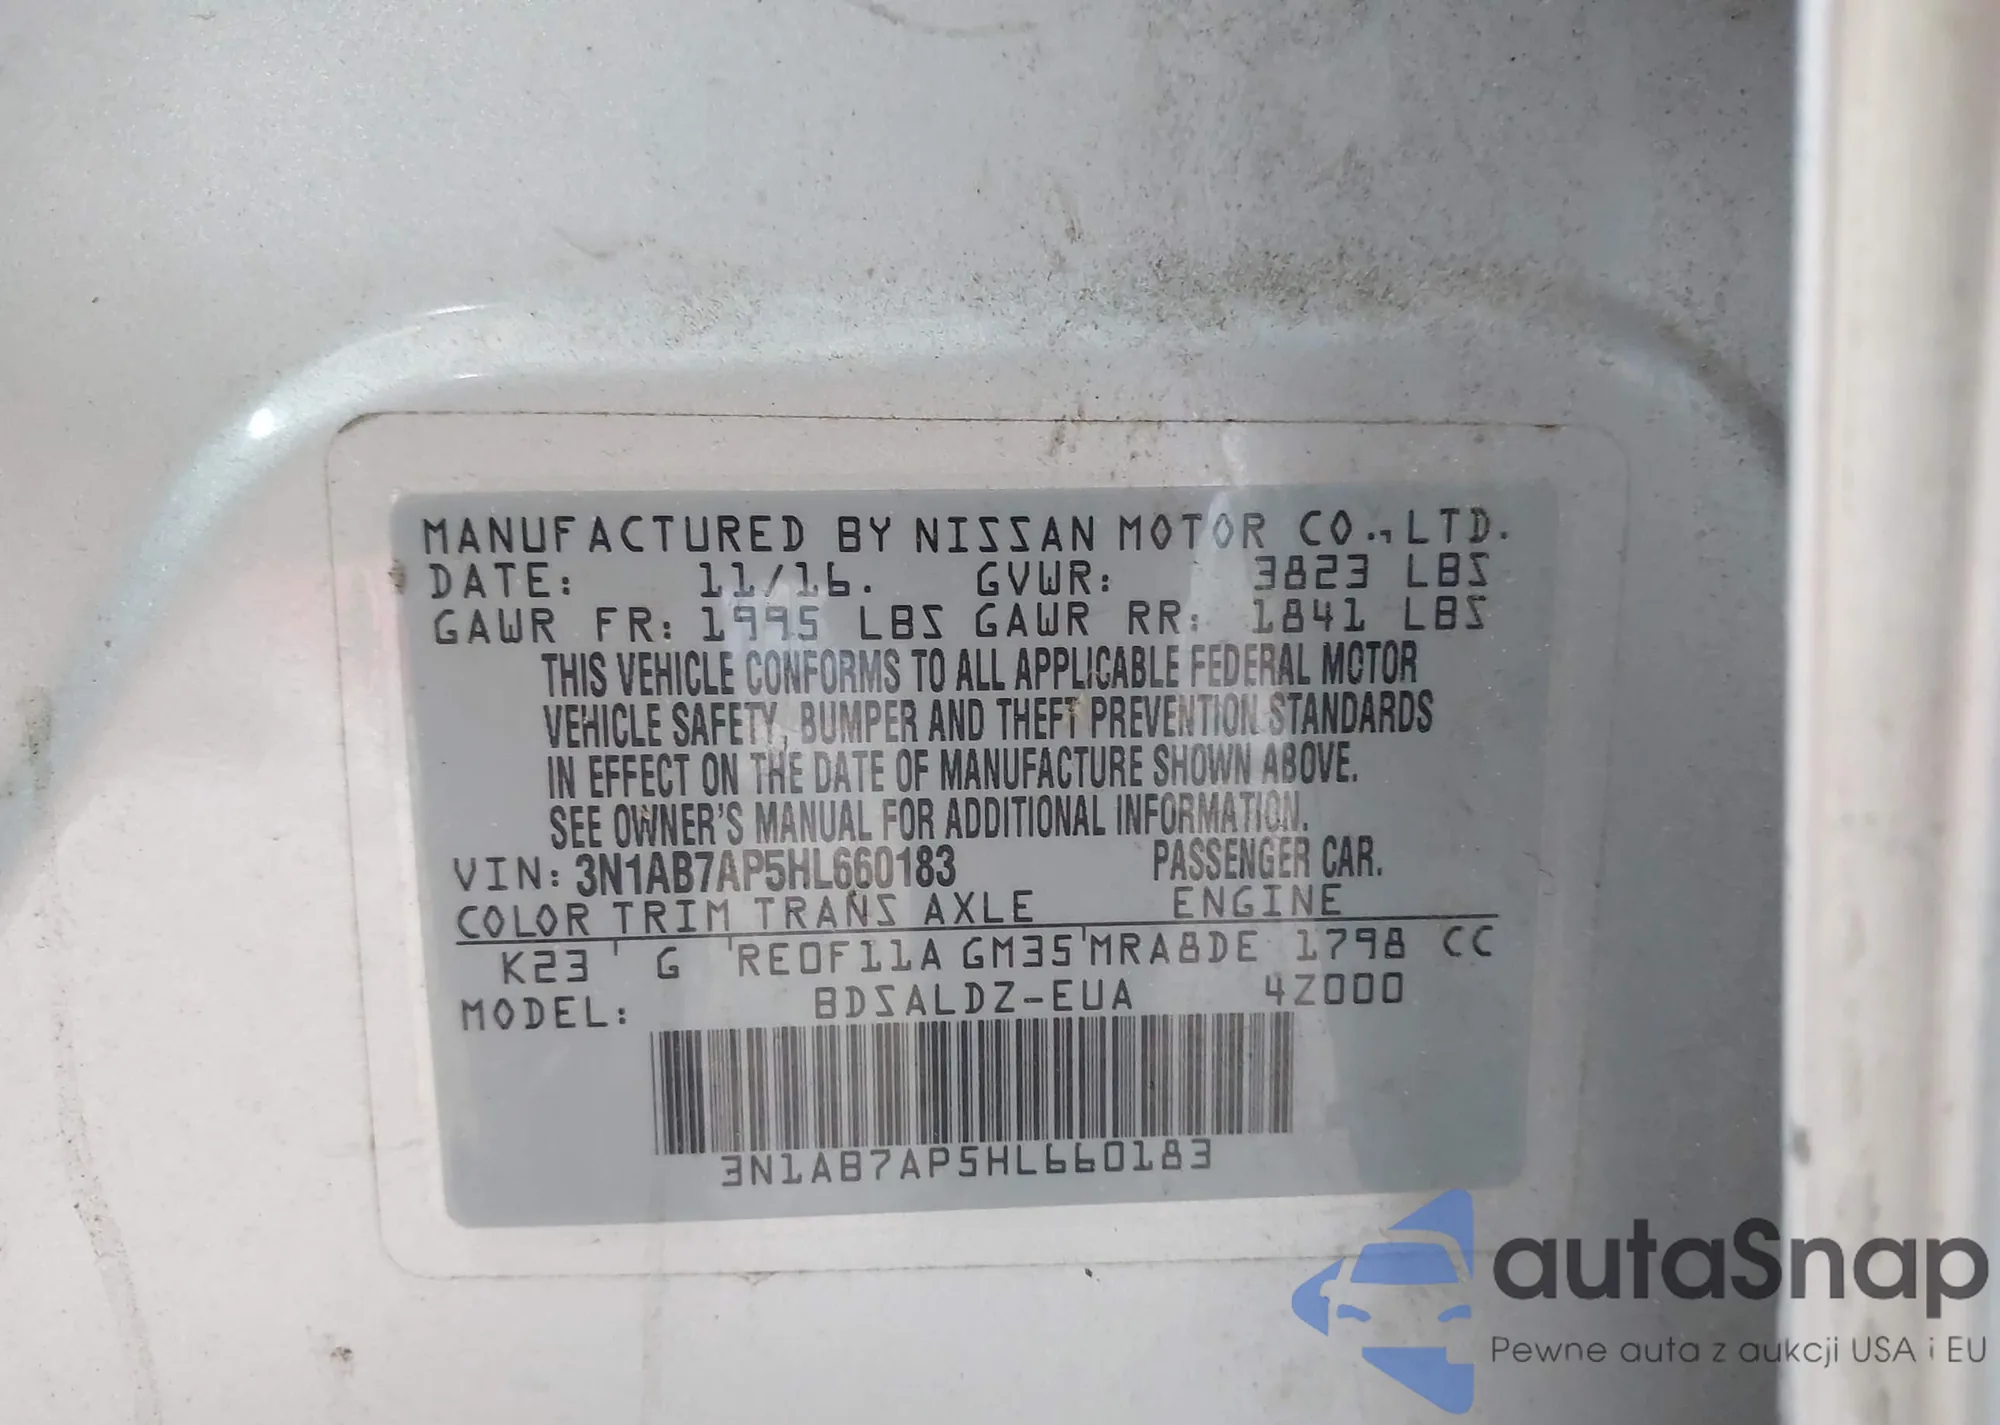 MANUFACTURED BY NISSAN MOTOR CO.,LTD.
DATE: 11/16. GVWR: 3823 LBS
GAWR FR: 1995 LBS GAWR RR: 1841 LBS
THIS VEHICLE CONFORMS TO ALL APPLICABLE FEDERAL MOTOR
VEHICLE SAFETY, BUMPER AND THEFT PREVENTION STANDARDS
IN EFFECT ON THE DATE OF MANUFACTURE SHOWN ABOVE.
SEE OWNER'S MANUAL FOR ADDITIONAL INFORMATION.
VIN: 3N1AB7AP5HL660183 PASSENGER CAR.
COLOR TRIM TRANS AXLE ENGINE
K23 ' G ' RE0F11A GM35 ' MRA8DE 1798 CC
MODEL: BDSALDZ-EUA 4Z000
3N1AB7AP5HL660183
autaSnap
Pewne auta z aukcji USA i EU